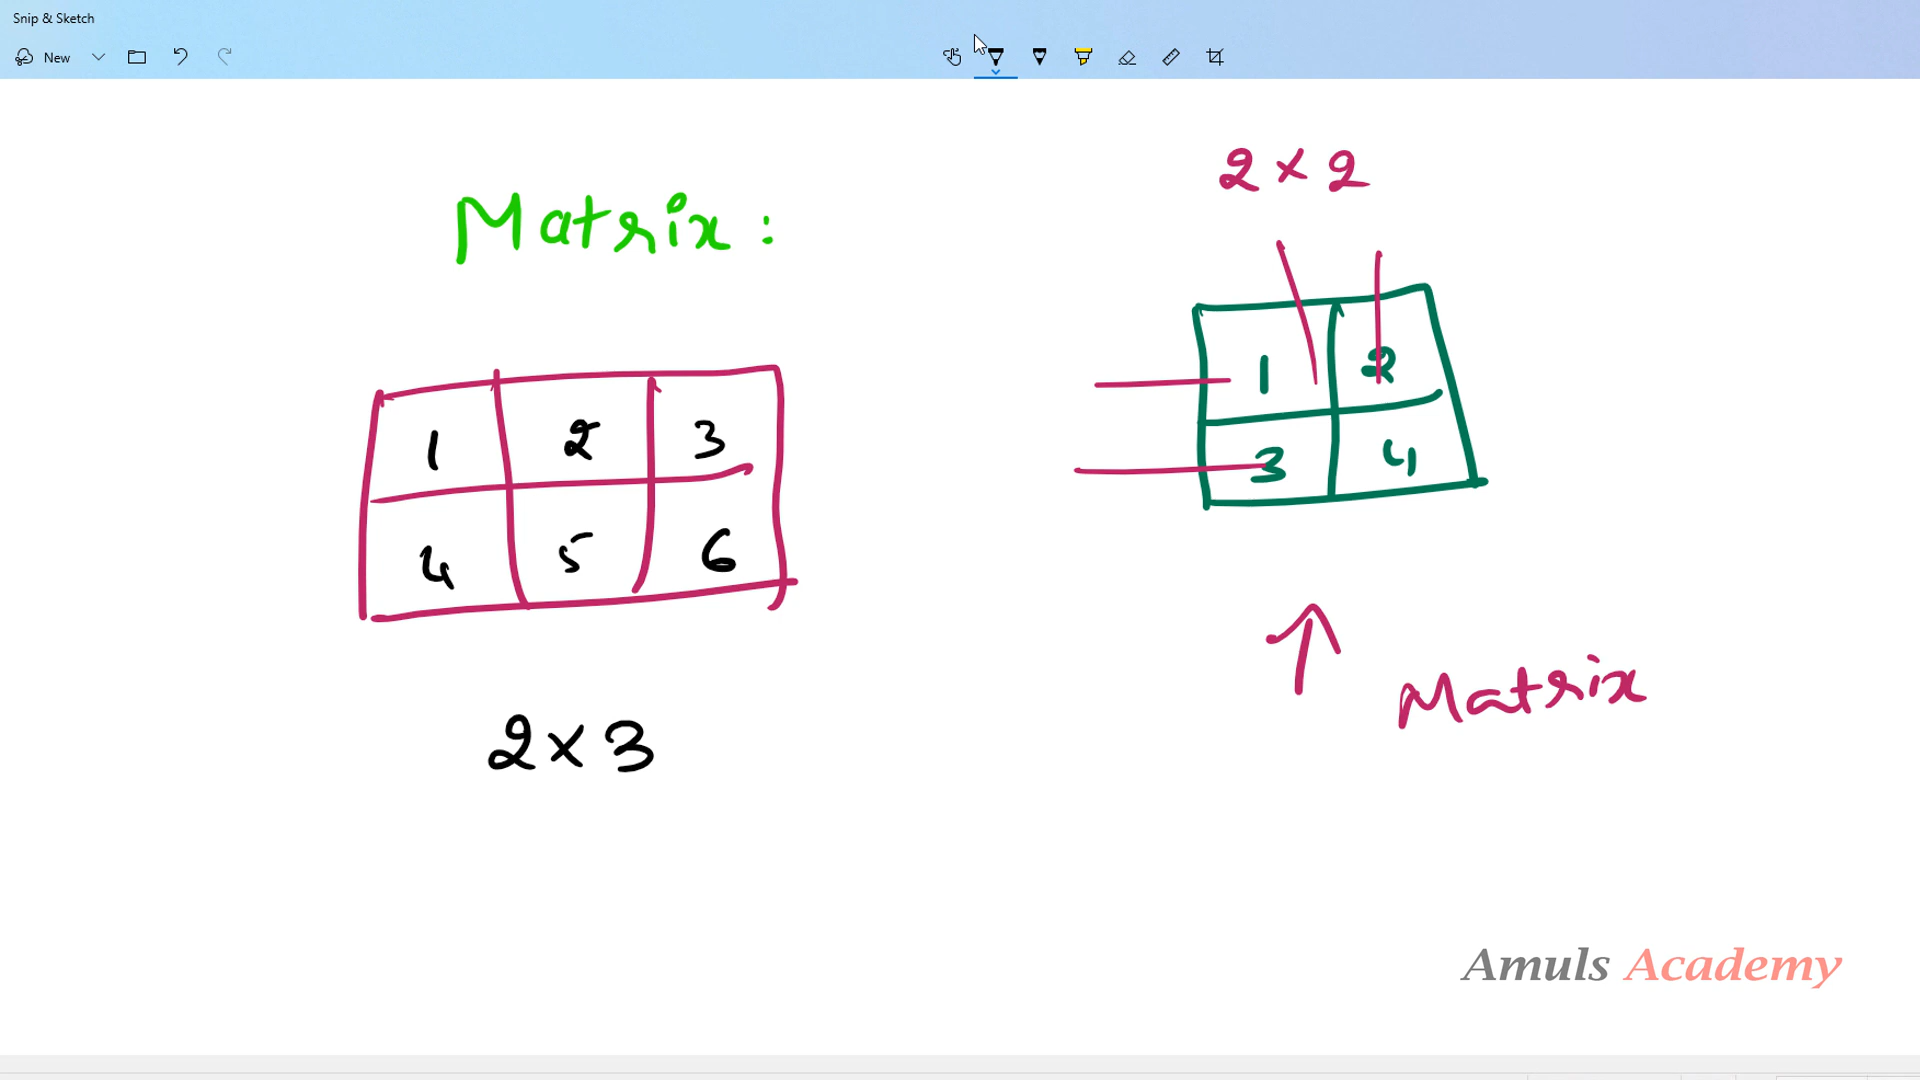 Snip & Sketch
New
Matrix :
1 2 3
4 5 6
2 x 3
2 x 2
1 2
3 4
Matrix
Amuls Academy